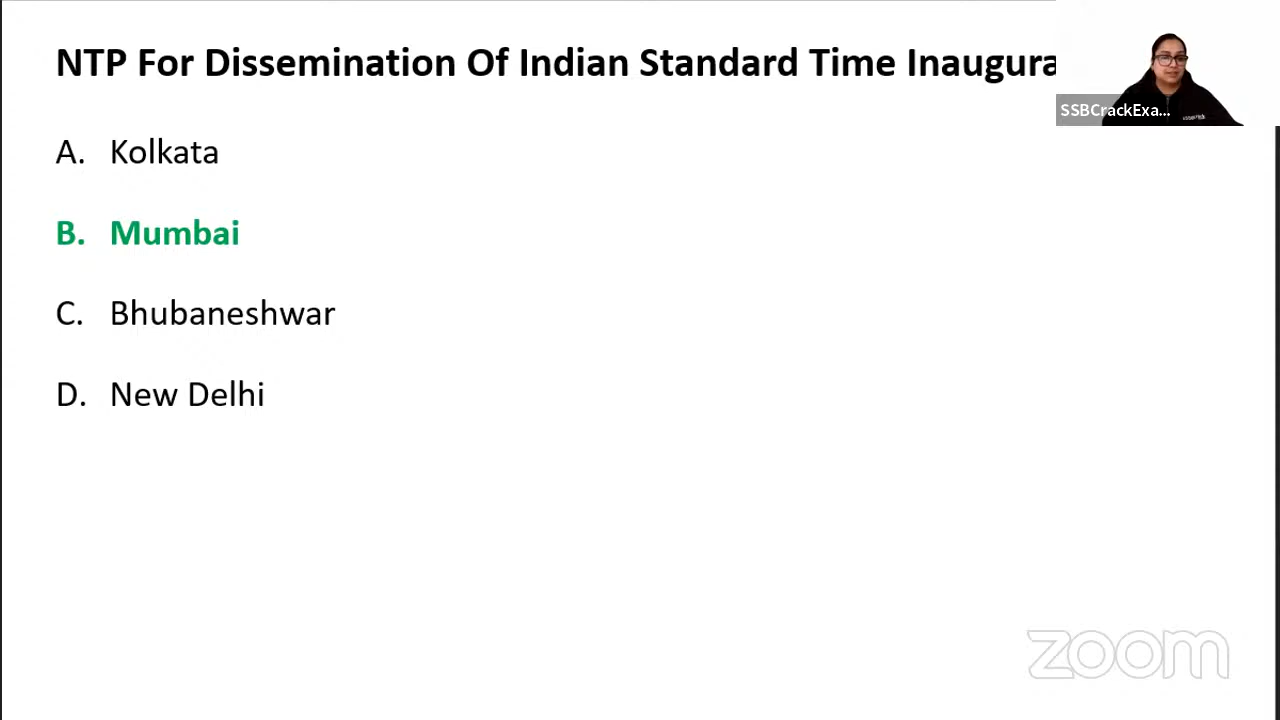 NTP For Dissemination Of Indian Standard Time Inaugura
SSBCrackExa...
A. Kolkata
B. Mumbai
C. Bhubaneshwar
D. New Delhi
zoom